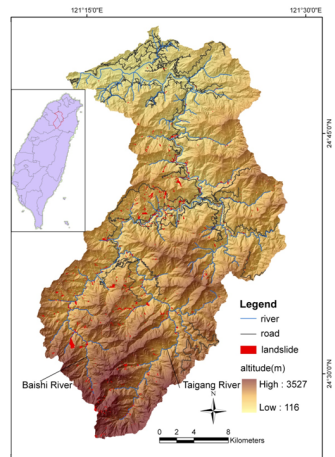 121°15'0"E
121°30'0"E
24°45'0"N
Legend
river
road
landslide
altitude(m)
High : 3527
Low : 116
Baishi River
Taigang River
24°30'0"N
N
0 2 4 8
Kilometers